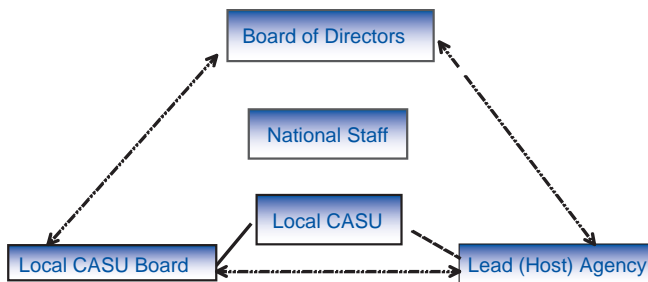 Board of Directors
National Staff
Local CASU
Local CASU Board
Lead (Host) Agency